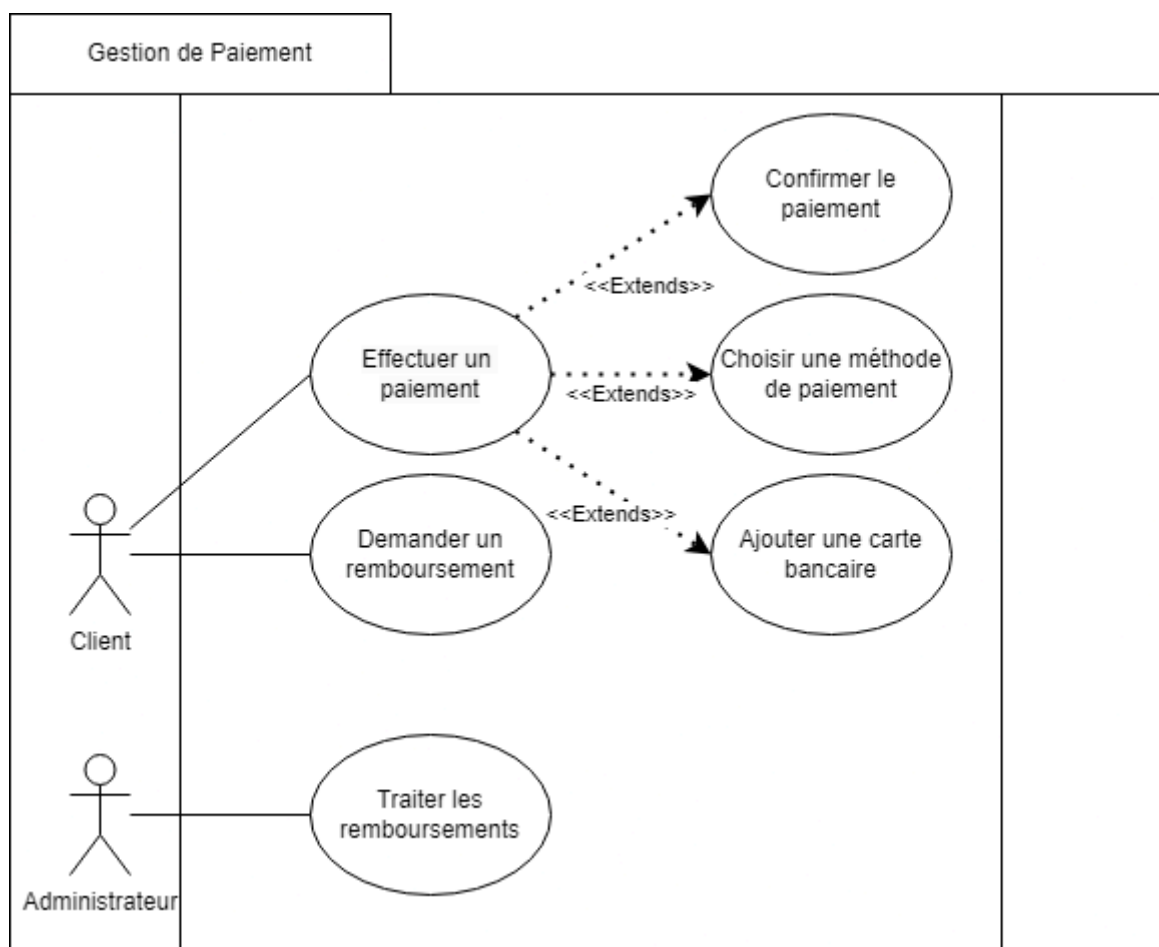 Gestion de Paiement
Confirmer le
paiement
<<Extends>>
Effectuer un
paiement
Choisir une méthode
de paiement
<<Extends>>
<<Extends>>
Demander un
remboursement
Ajouter une carte
bancaire
Client
Traiter les
remboursements
Administrateur